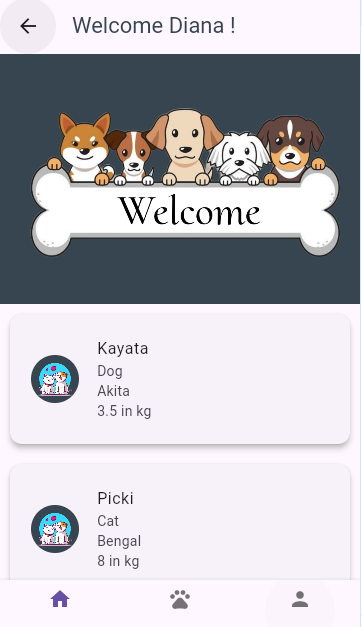 Welcome Diana !
Welcome
Kayata
Dog
Akita
3.5 in kg
Picki
Cat
Bengal
8 in kg